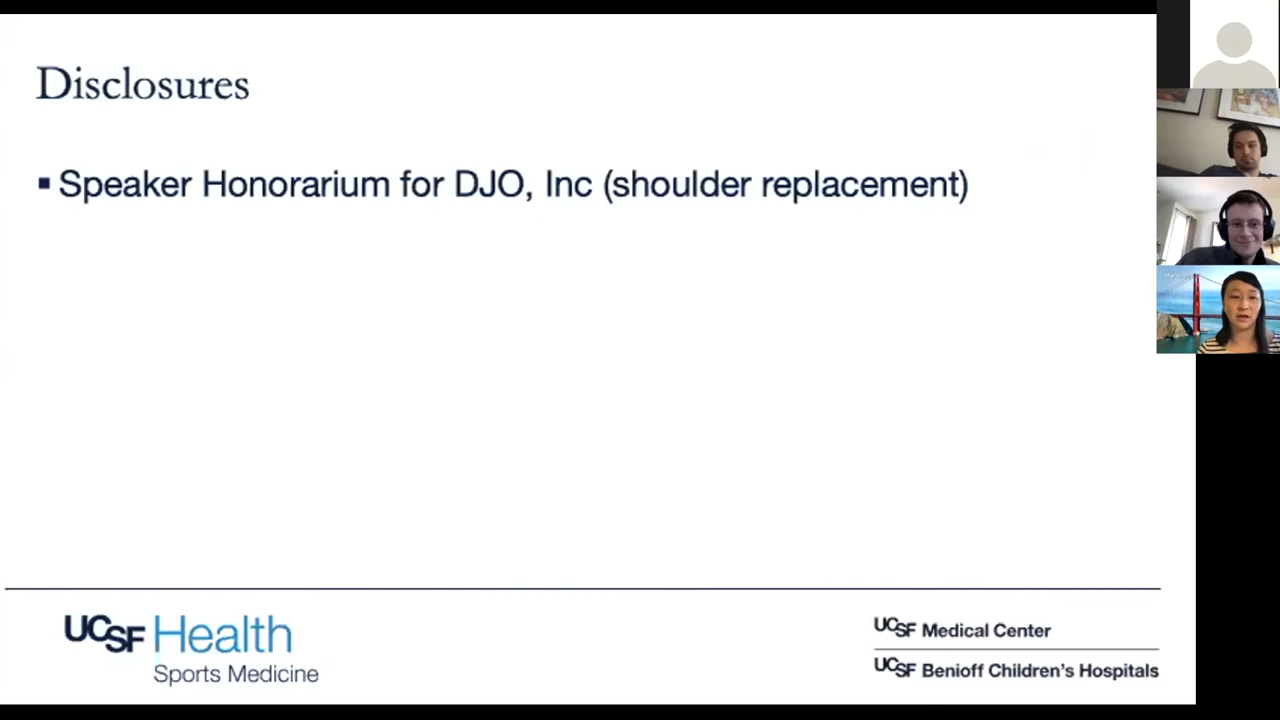 Disclosures
▪ Speaker Honorarium for DJO, Inc (shoulder replacement)
UCSF Health
Sports Medicine
UCSF Medical Center
UCSF Benioff Children's Hospitals